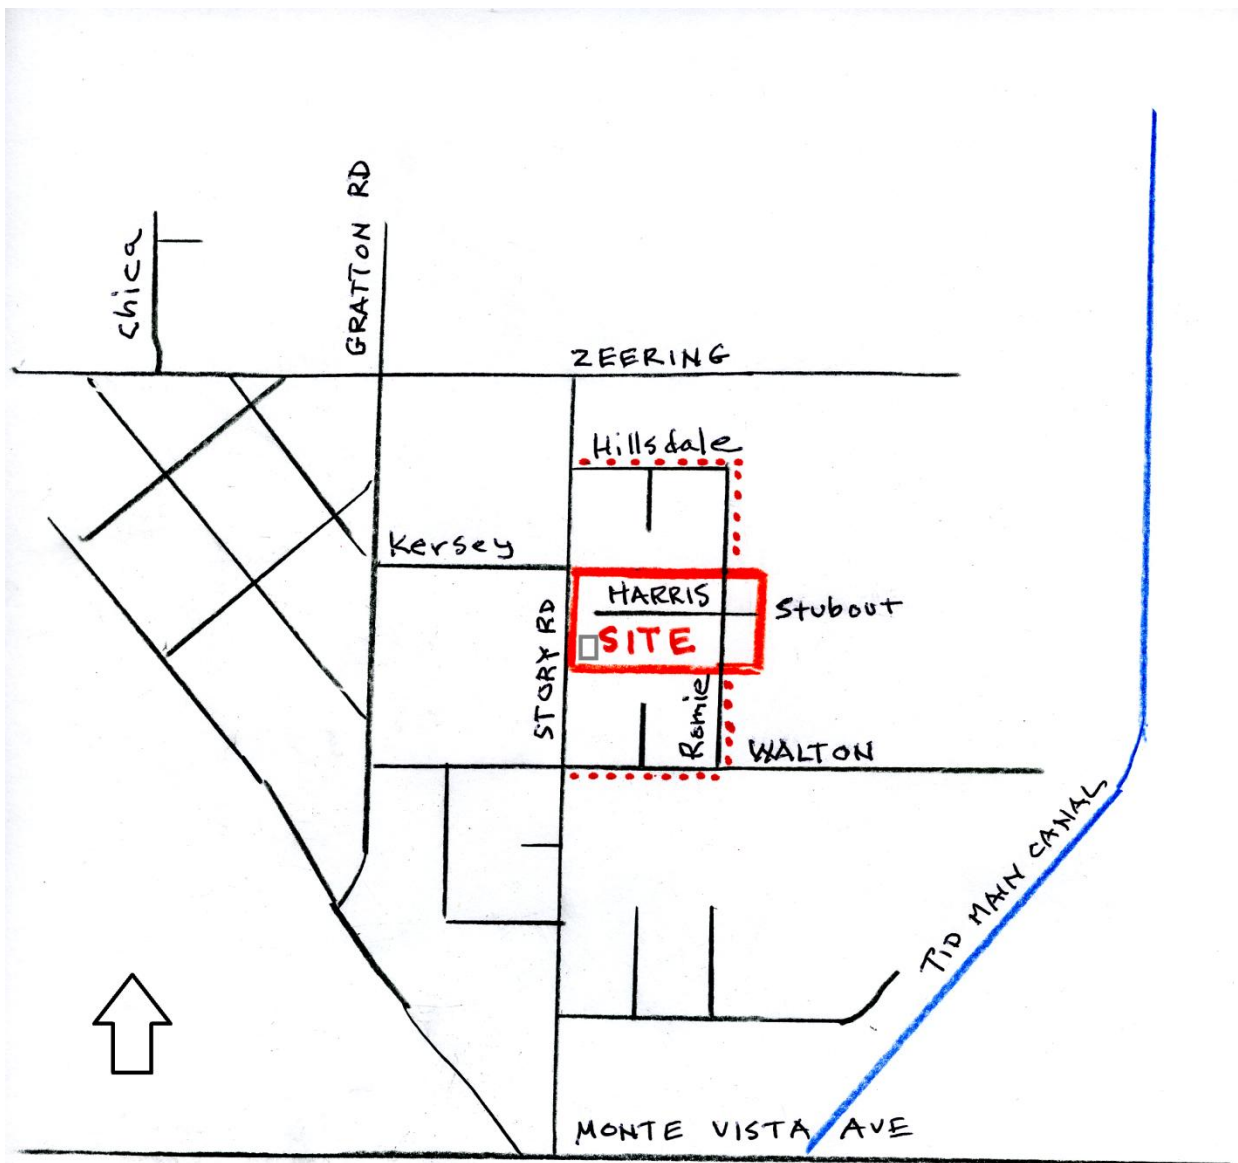 GRATTON RD
Chica
ZEERING
Hillsdale
Kersey
HARRIS
Stubout
SITE
STORY RD
Romie
WALTON
TID MAIN CANAL
MONTE VISTA AVE